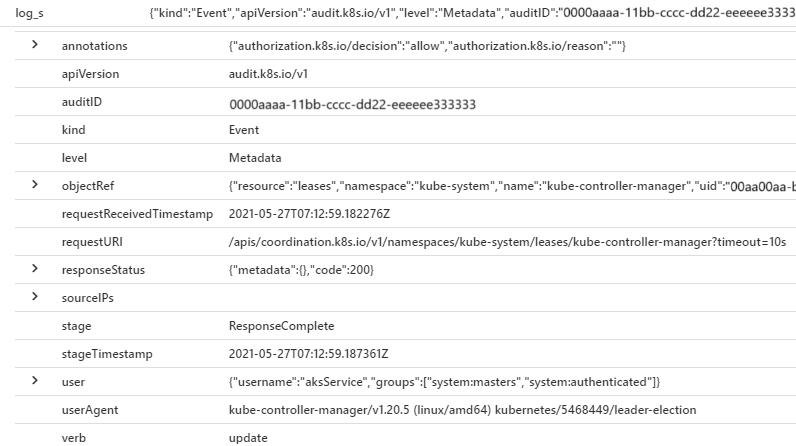 log_s {"kind":"Event","apiVersion":"audit.k8s.io/v1","level":"Metadata","auditID":"0000aaaa-11bb-cccc-dd22-eeeeee3333
annotations {"authorization.k8s.io/decision":"allow","authorization.k8s.io/reason":""}
apiVersion audit.k8s.io/v1
auditID 0000aaaa-11bb-cccc-dd22-eeeeee333333
kind Event
level Metadata
objectRef {"resource":"leases","namespace":"kube-system","name":"kube-controller-manager","uid":"00aa00aa-b
requestReceivedTimestamp 2021-05-27T07:12:59.182276Z
requestURI /apis/coordination.k8s.io/v1/namespaces/kube-system/leases/kube-controller-manager?timeout=10s
responseStatus {"metadata":{},"code":200}
sourceIPs
stage ResponseComplete
stageTimestamp 2021-05-27T07:12:59.187361Z
user {"username":"aksService","groups":["system:masters","system:authenticated"]}
userAgent kube-controller-manager/v1.20.5 (linux/amd64) kubernetes/5468449/leader-election
verb update